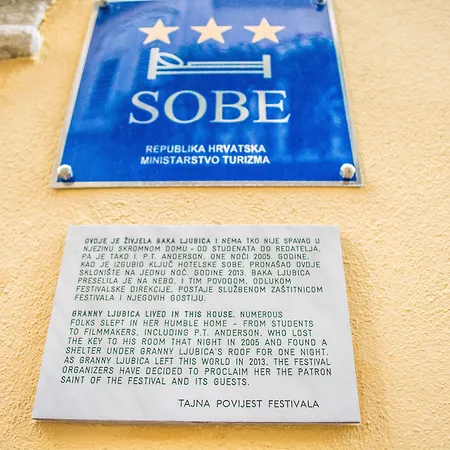 SOBE
REPUBLIKA HRVATSKA
MINISTARSTVO TURIZMA
OVDJE JE ŽIVJELA BAKA LJUBICA I NEMA TKO NIJE SPAVAO U
NJEZINU SKROMNOM DOMU - OD STUDENATA DO REDATELJA,
PA JE TAKO I. P.T. ANDERSON, ONE NOĆI 2005. GODINE,
KAD JE IZGUBIO KLJUČ HOTELSKE SOBE, PRONAŠAO OVDJE
SKLONIŠTE NA JEDNU NOĆ. GODINE 2013. BAKA LJUBICA
PRESELILA JE NA NEBO, I TIM POVODOM, ODLUKOM
FESTIVALSKE DIREKCIJE, POSTAJE SLUŽBENOM ZAŠTITNICOM
FESTIVALA I NJEGOVIH GOSTIJU.
GRANNY LJUBICA LIVED IN THIS HOUSE. NUMEROUS
FOLKS SLEPT IN HER HUMBLE HOME - FROM STUDENTS
TO FILMMAKERS, INCLUDING P.T. ANDERSON, WHO LOST
THE KEY TO HIS ROOM THAT NIGHT IN 2005 AND FOUND A
SHELTER UNDER GRANNY LJUBICA'S ROOF FOR ONE NIGHT.
AS GRANNY LJUBICA LEFT THIS WORLD IN 2013, THE FESTIVAL
ORGANIZERS HAVE DECIDED TO PROCLAIM HER THE PATRON
SAINT OF THE FESTIVAL AND ITS GUESTS.
TAJNA POVIJEST FESTIVALA